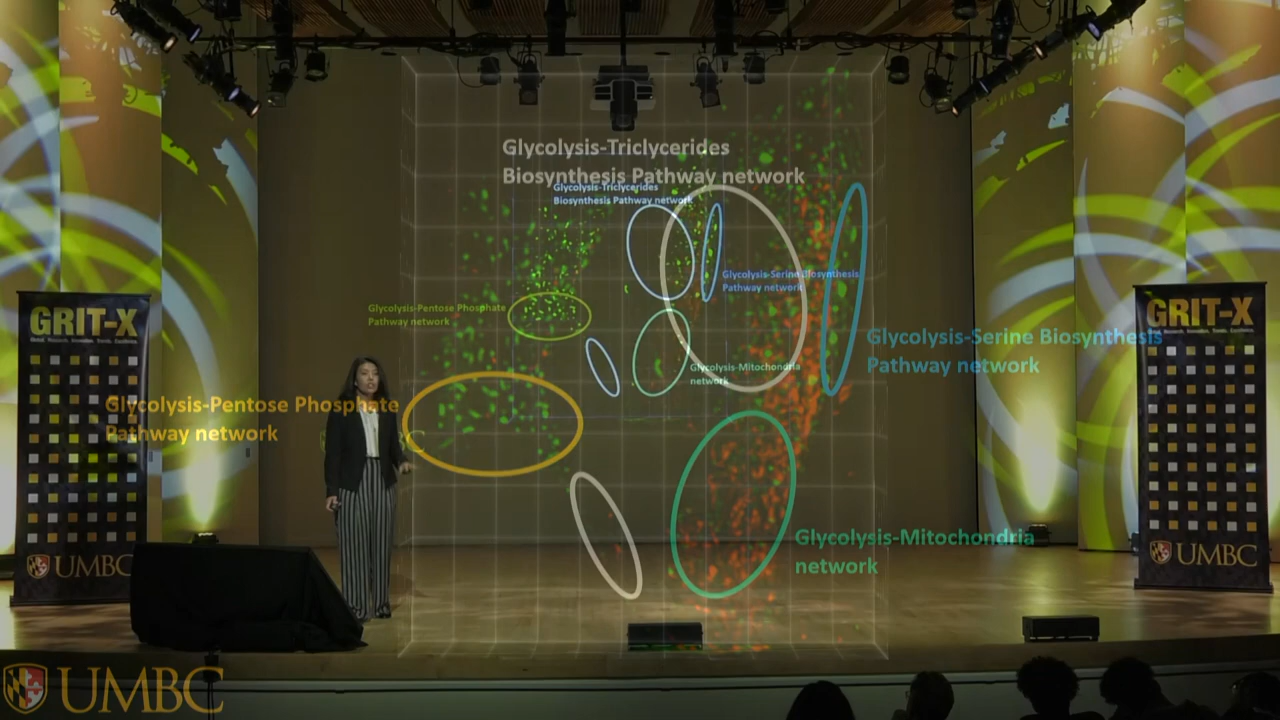 Glycolysis-Triclycerides
Biosynthesis Pathway network
Glycolysis-Triclycerides
Biosynthesis Pathway network
Glycolysis-Serine Biosynthesis
Pathway network
Glycolysis-Pentose Phosphate
Pathway network
GRIT-X
GRIT-X
Glycolysis-Serine Biosynthesis
Pathway network
Glycolysis-Mitochondria
network
Glycolysis-Pentose Phosphate
Pathway network
Glycolysis-Mitochondria
network
UMBC
UMBC
UMBC